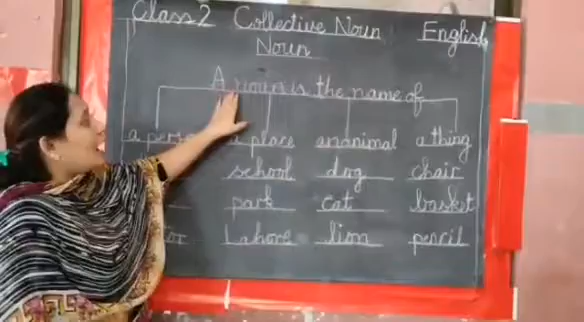 Class 2 Collective Noun English
Noun
A noun is the name of
a place an animal a thing
school dog chair
park cat basket
Lahore lion pencil